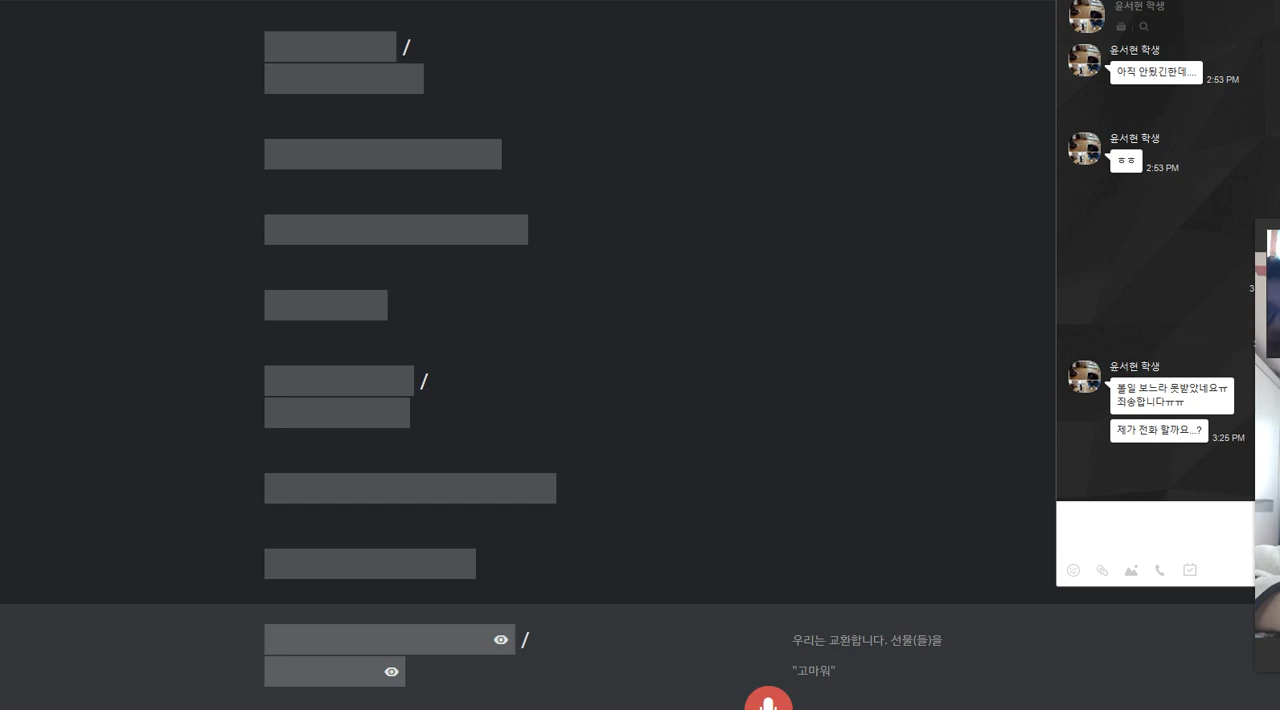 /
/
/
우리는 교환합니다. 선물(들)을
"고마워"
윤서현 학생
윤서현 학생
아직 안됬긴한데....
2:53 PM
윤서현 학생
ㅎㅎ
2:53 PM
3
윤서현 학생
볼일 보느라 못받았네요ㅠ
죄송합니다ㅠㅠ
제가 전화 할까요...?
3:25 PM